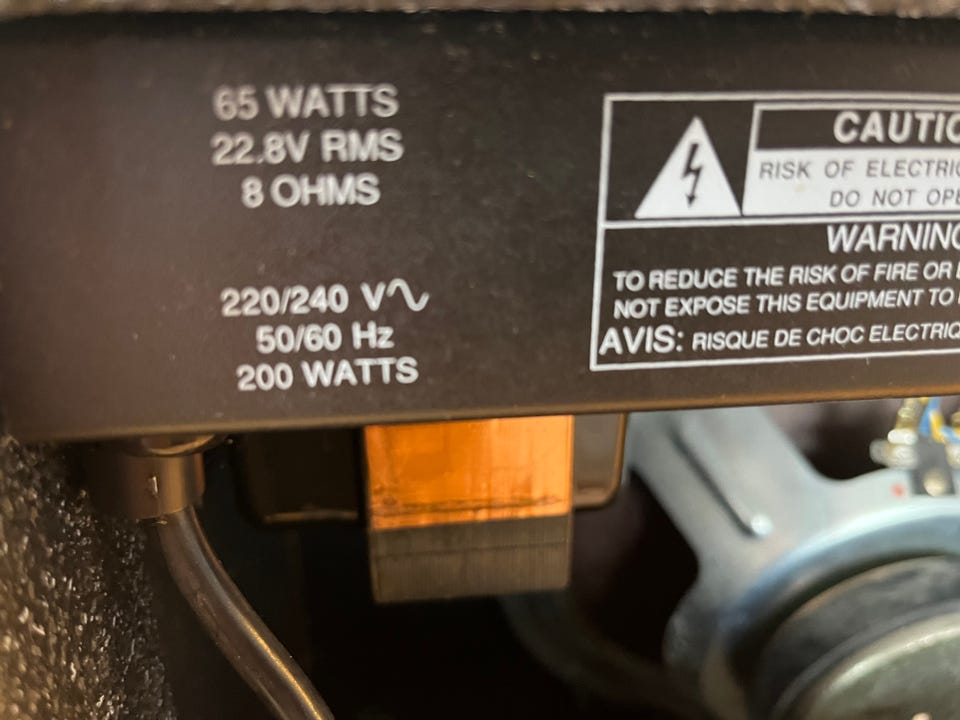 65 WATTS
22.8V RMS
8 OHMS
220/240 V∿
50/60 Hz
200 WATTS
CAUTIO
RISK OF ELECTRIC
DO NOT OPE
WARNING
TO REDUCE THE RISK OF FIRE OR
NOT EXPOSE THIS EQUIPMENT TO
AVIS: RISQUE DE CHOC ELECTRIQ